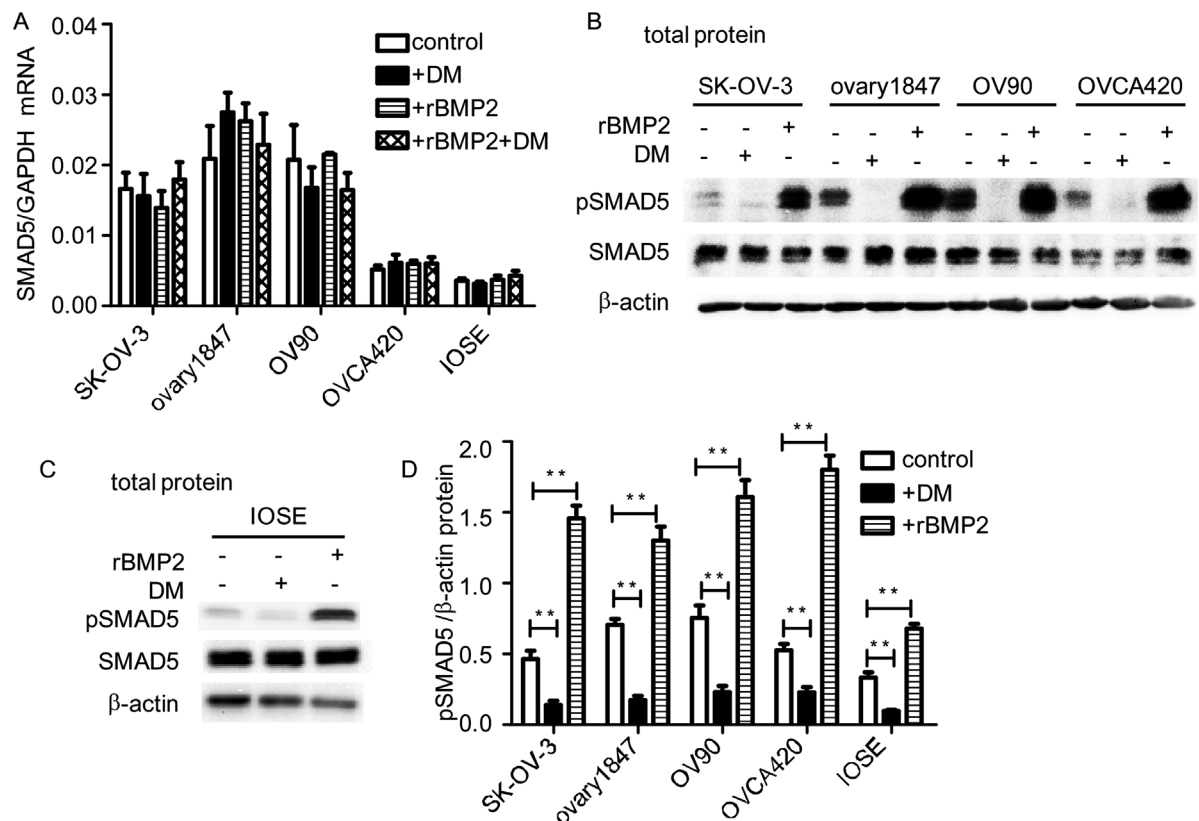 A
SMAD5/GAPDH mRNA
0.04
0.03
0.02
0.01
0.00
control
+DM
+rBMP2
+rBMP2+DM
SK-OV-3
ovary1847
OV90
OVCA420
IOSE
B
total protein
SK-OV-3 ovary1847 OV90 OVCA420
rBMP2 - - + - - + - - + - - +
DM - + - - + - - + - - + -
pSMAD5
SMAD5
β-actin
C
total protein
IOSE
rBMP2 - - +
DM - + -
pSMAD5
SMAD5
β-actin
D
pSMAD5 /β-actin protein
2.0
1.5
1.0
0.5
0.0
control
+DM
+rBMP2
** ** ** ** **
** ** ** ** **
SK-OV-3
ovary1847
OV90
OVCA420
IOSE